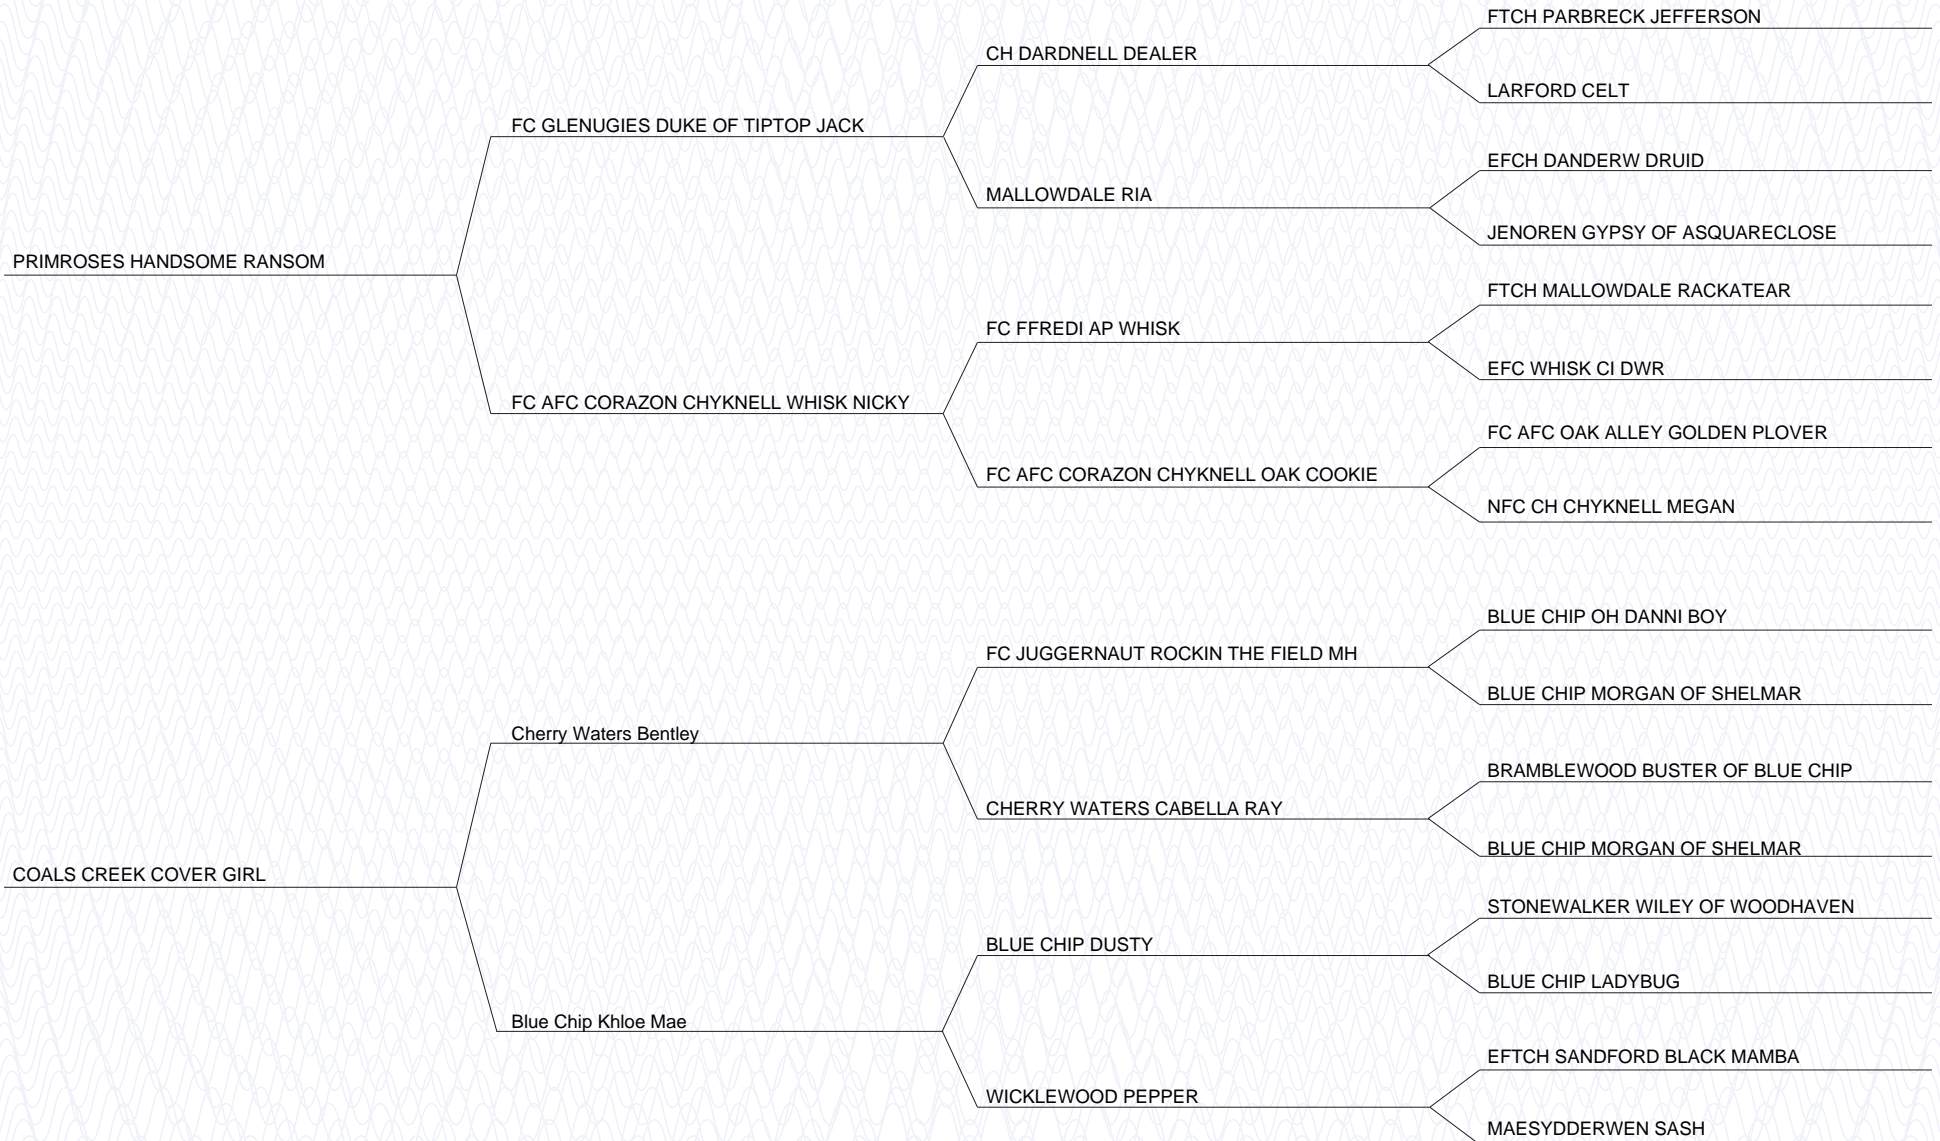 FTCH PARBRECK JEFFERSON
CH DARDNELL DEALER
LARFORD CELT
FC GLENUGIES DUKE OF TIPTOP JACK
EFCH DANDERW DRUID
MALLOWDALE RIA
JENOREN GYPSY OF ASQUARECLOSE
PRIMROSES HANDSOME RANSOM
FTCH MALLOWDALE RACKATEAR
FC FFREDI AP WHISK
EFC WHISK CI DWR
FC AFC CORAZON CHYKNELL WHISK NICKY
FC AFC OAK ALLEY GOLDEN PLOVER
FC AFC CORAZON CHYKNELL OAK COOKIE
NFC CH CHYKNELL MEGAN
BLUE CHIP OH DANNI BOY
FC JUGGERNAUT ROCKIN THE FIELD MH
BLUE CHIP MORGAN OF SHELMAR
Cherry Waters Bentley
BRAMBLEWOOD BUSTER OF BLUE CHIP
CHERRY WATERS CABELLA RAY
BLUE CHIP MORGAN OF SHELMAR
COALS CREEK COVER GIRL
STONEWALKER WILEY OF WOODHAVEN
BLUE CHIP DUSTY
BLUE CHIP LADYBUG
Blue Chip Khloe Mae
EFTCH SANDFORD BLACK MAMBA
WICKLEWOOD PEPPER
MAESYDDERWEN SASH